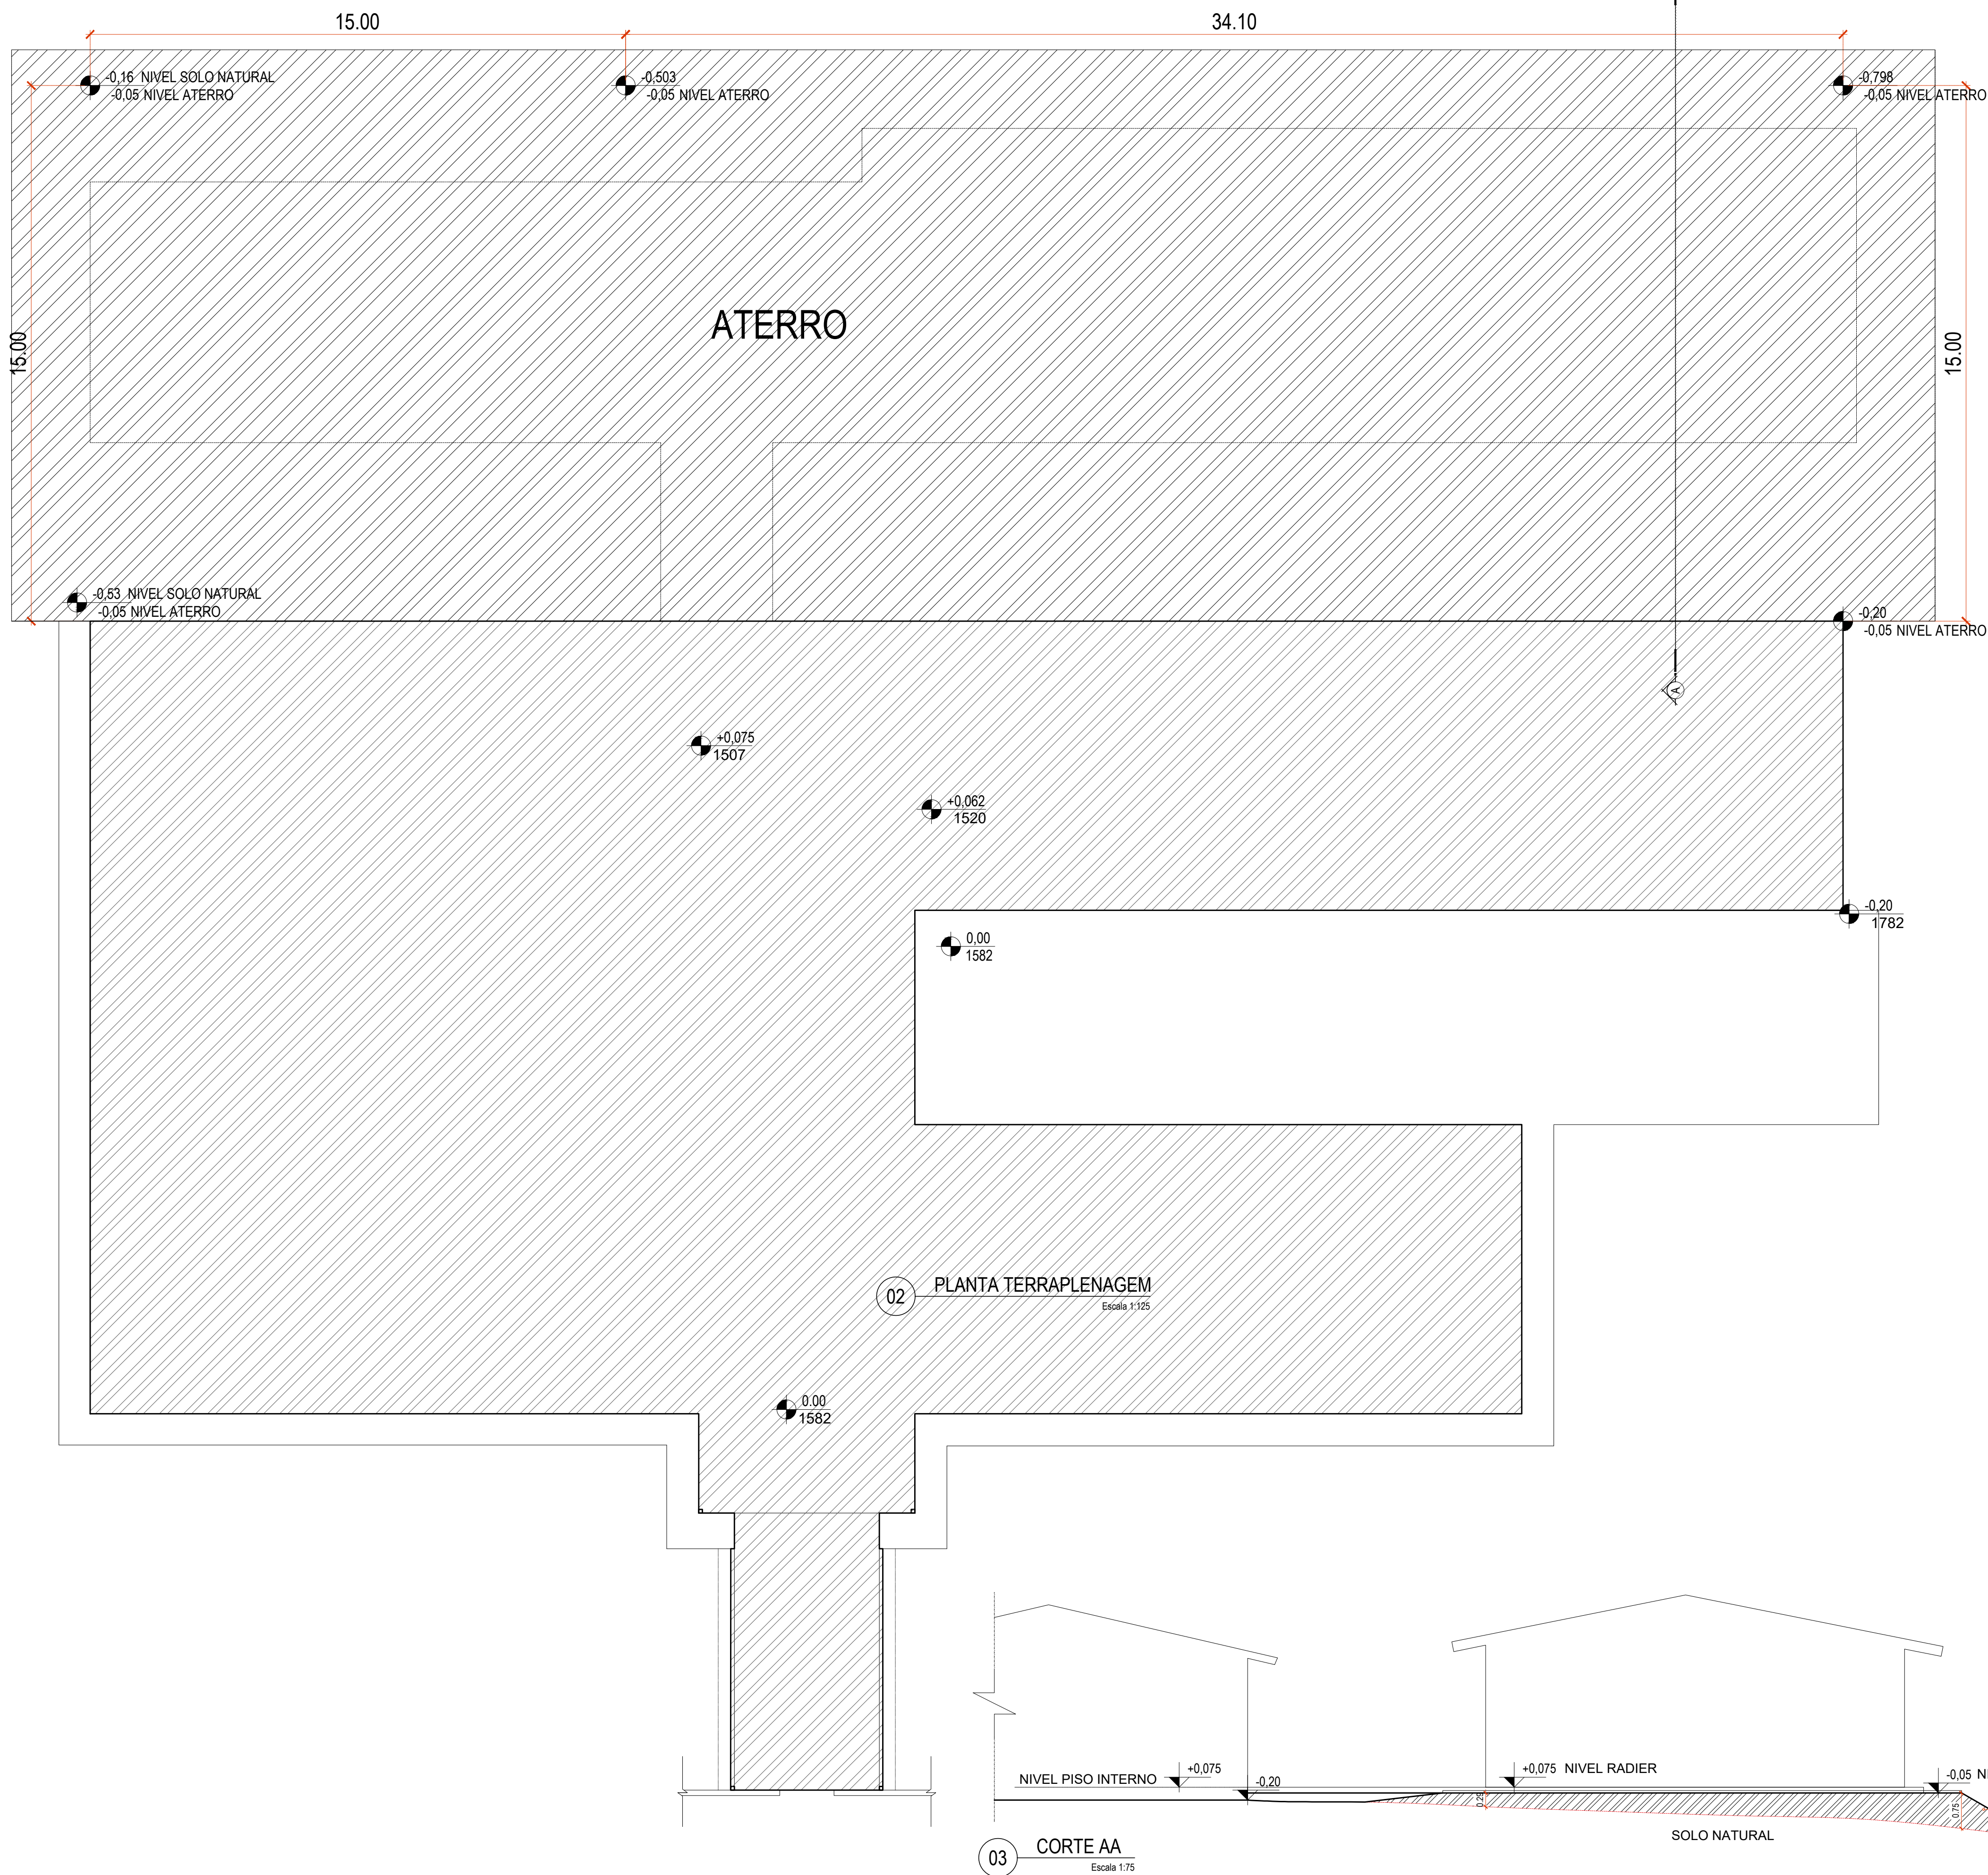 15.00
34.10
-0,16 NIVEL SOLO NATURAL
-0,05 NIVEL ATERRO
-0,503
-0,05 NIVEL ATERRO
-0,798
-0,05 NIVEL ATERRO
ATERRO
15.00
15.00
-0,53 NIVEL SOLO NATURAL
-0,05 NIVEL ATERRO
-0,20
-0,05 NIVEL ATERRO
A
+0,075
1507
+0,062
1520
-0,20
1782
0,00
1582
02
PLANTA TERRAPLENAGEM
Escala 1:125
0.00
1582
NIVEL PISO INTERNO
+0,075
-0,20
+0,075 NIVEL RADIER
-0,05
0.75
SOLO NATURAL
03
CORTE AA
Escala 1:75